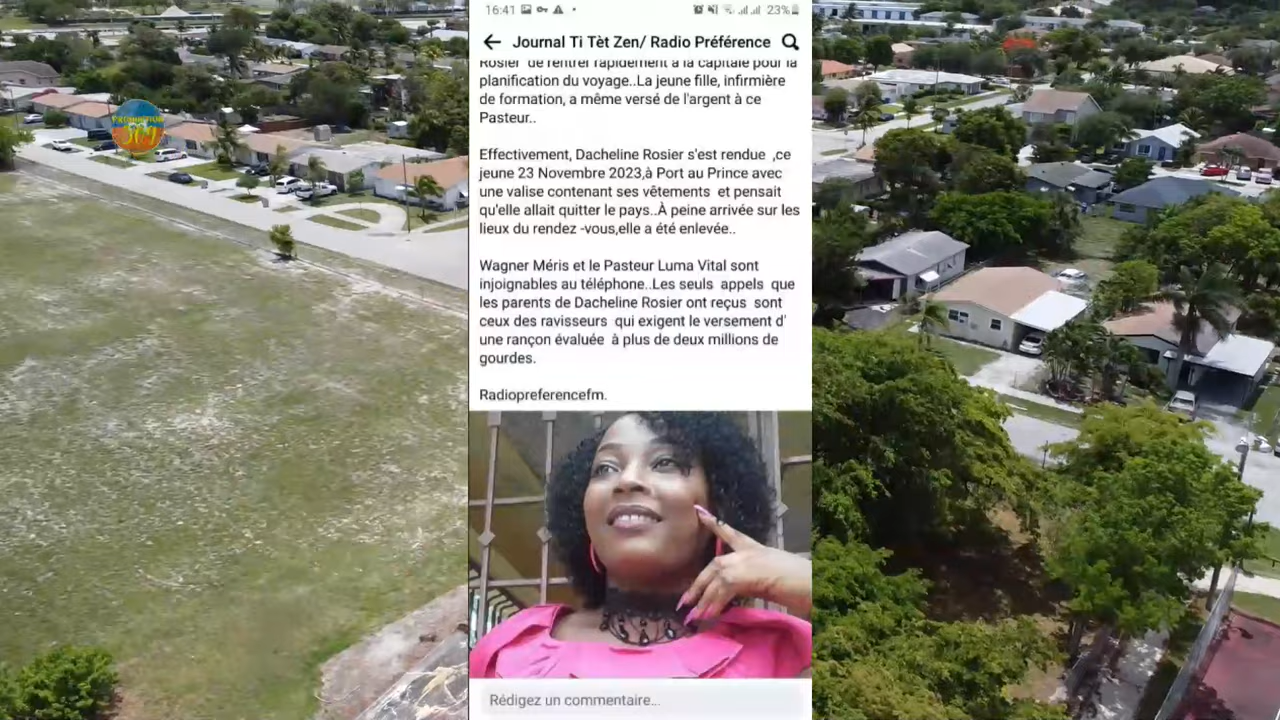 16:41
23%
Journal Ti Tèt Zen/ Radio Préférence
Rosier de rentrer rapidement à la capitale pour la
planification du voyage..La jeune fille, infirmière
de formation, a même versé de l'argent à ce
Pasteur..
Effectivement, Dacheline Rosier s'est rendue ,ce
jeune 23 Novembre 2023,à Port au Prince avec
une valise contenant ses vêtements et pensait
qu'elle allait quitter le pays..À peine arrivée sur les
lieux du rendez -vous,elle a été enlevée..
Wagner Méris et le Pasteur Luma Vital sont
injoignables au téléphone..Les seuls appels que
les parents de Dacheline Rosier ont reçus sont
ceux des ravisseurs qui exigent le versement d'
une rançon évaluée à plus de deux millions de
gourdes.
Radiopreferencefm.
Rédigez un commentaire...